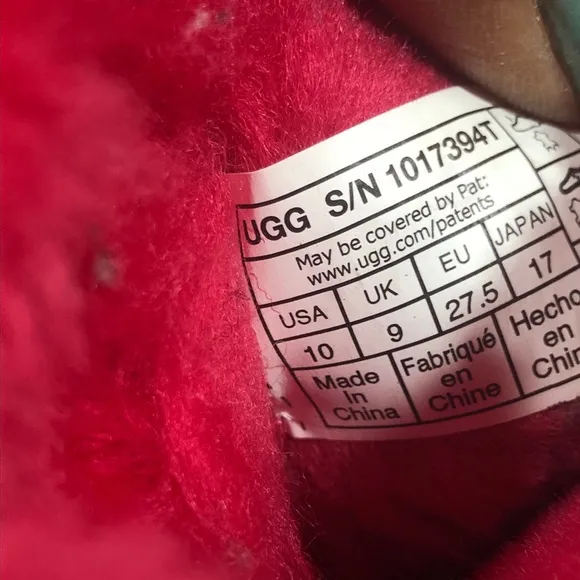 UGG S/N 1017394T
May be covered by Pat:
www.ugg.com/patents
USA UK EU JAPAN
10 9 27.5 17
Made in China
Fabriqué en Chine
Hecho en